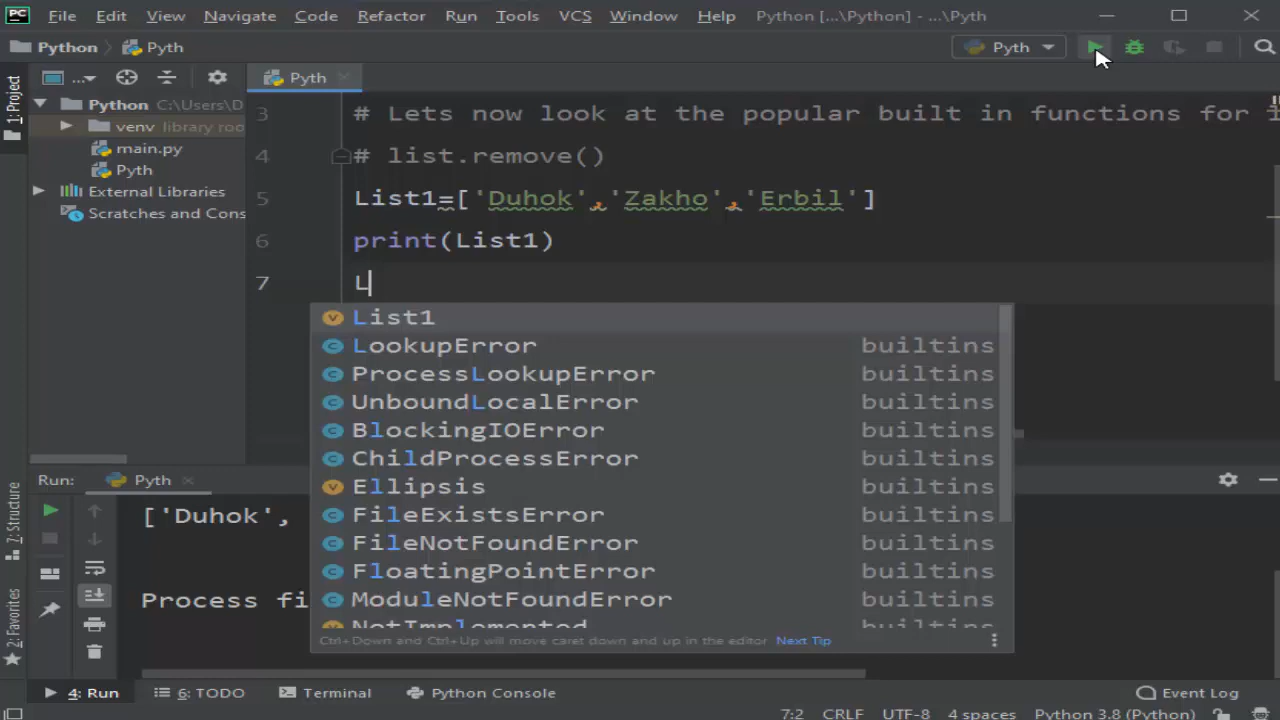 PC File Edit View Navigate Code Refactor Run Tools VCS Window Help Python [...\Python] - ...\Pyth
Python Pyth Pyth
1: Project ... Pyth
Python C:\Users\D
venv library roo
main.py
Pyth
External Libraries
Scratches and Cons
3 # Lets now look at the popular built in functions for
4 # list.remove()
5 List1=['Duhok','Zakho','Erbil']
6 print(List1)
7 L
List1
LookupError builtins
ProcessLookupError builtins
UnboundLocalError builtins
BlockingIOError builtins
ChildProcessError builtins
Ellipsis builtins
FileExistsError builtins
FileNotFoundError builtins
FloatingPointError builtins
ModuleNotFoundError builtins
NotImplemented builtins
Ctrl+Down and Ctrl+Up will move caret down and up in the editor Next Tip
Run: Pyth
['Duhok',
Process fi
7: Structure
2: Favorites
4: Run 6: TODO Terminal Python Console Event Log
7:2 CRLF UTF-8 4 spaces Python 3.8 (Python)